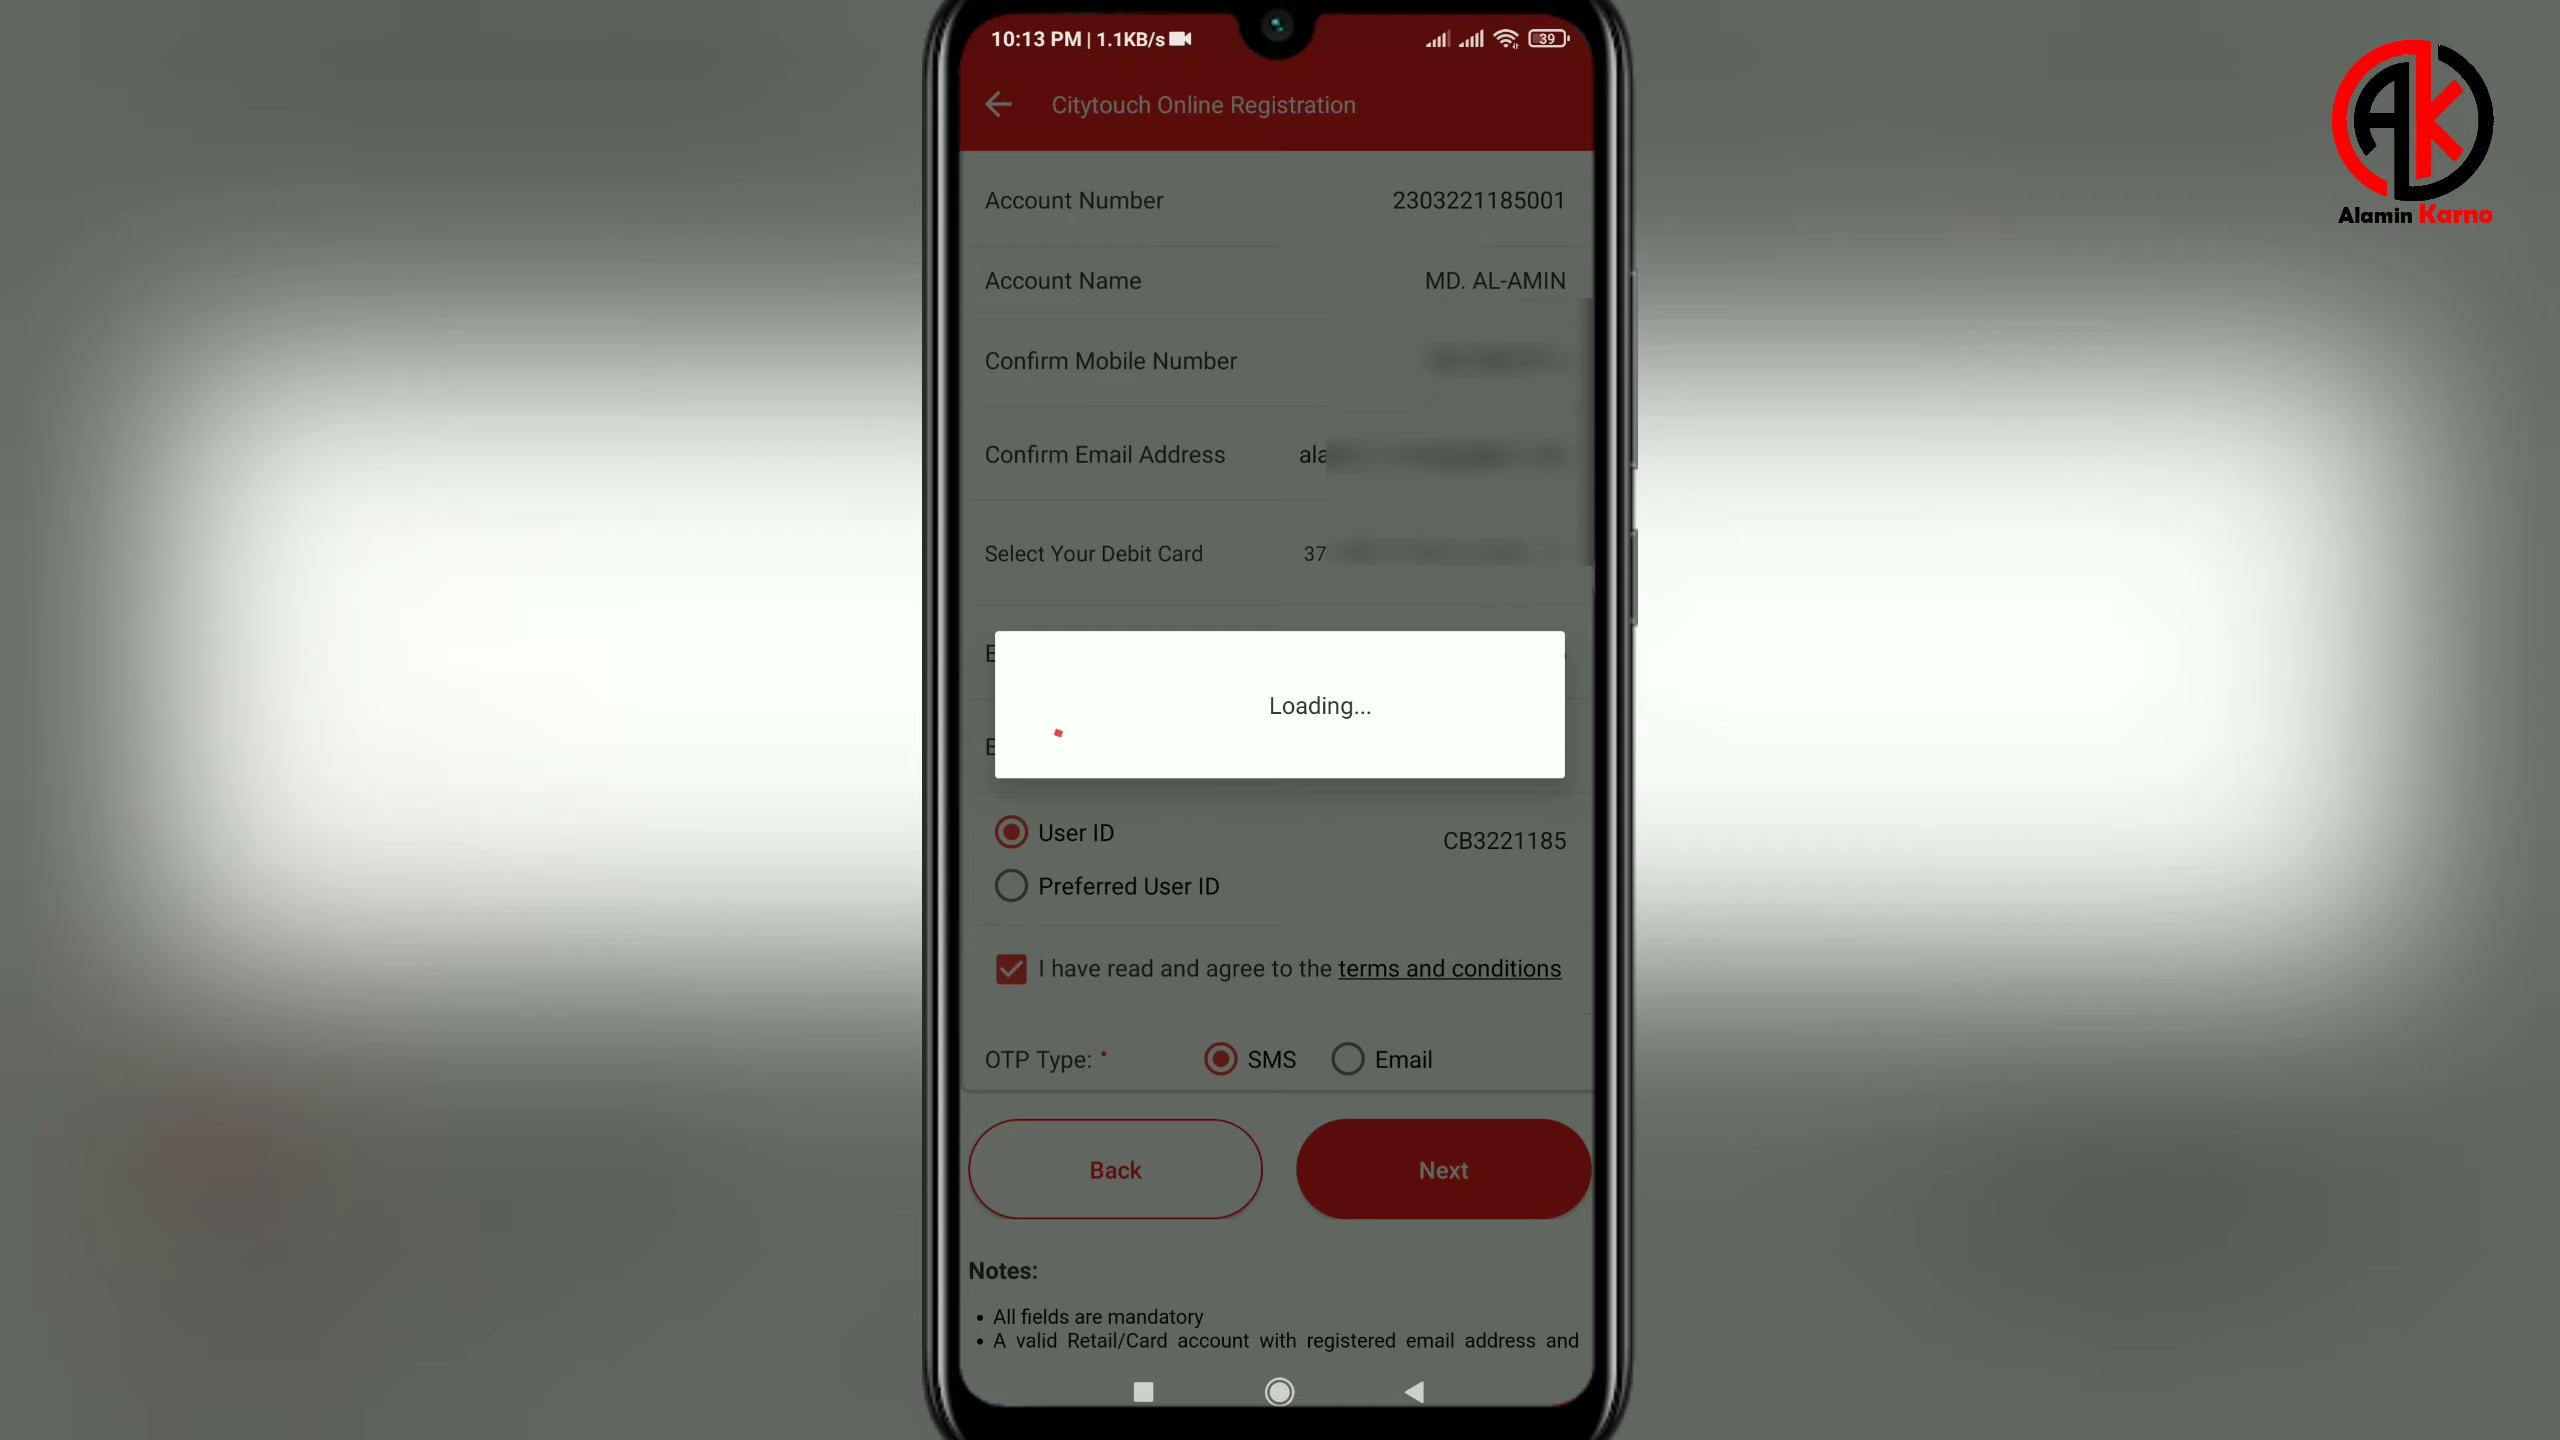 10:13 PM | 1.1KB/s 39
Citytouch Online Registration
Account Number 2303221185001
Account Name MD. AL-AMIN
Confirm Mobile Number
Confirm Email Address ala
Select Your Debit Card 37
Loading...
User ID CB3221185
Preferred User ID
I have read and agree to the terms and conditions
OTP Type: * SMS Email
Back Next
Notes:
• All fields are mandatory
• A valid Retail/Card account with registered email address and
AK
Alamin Karno